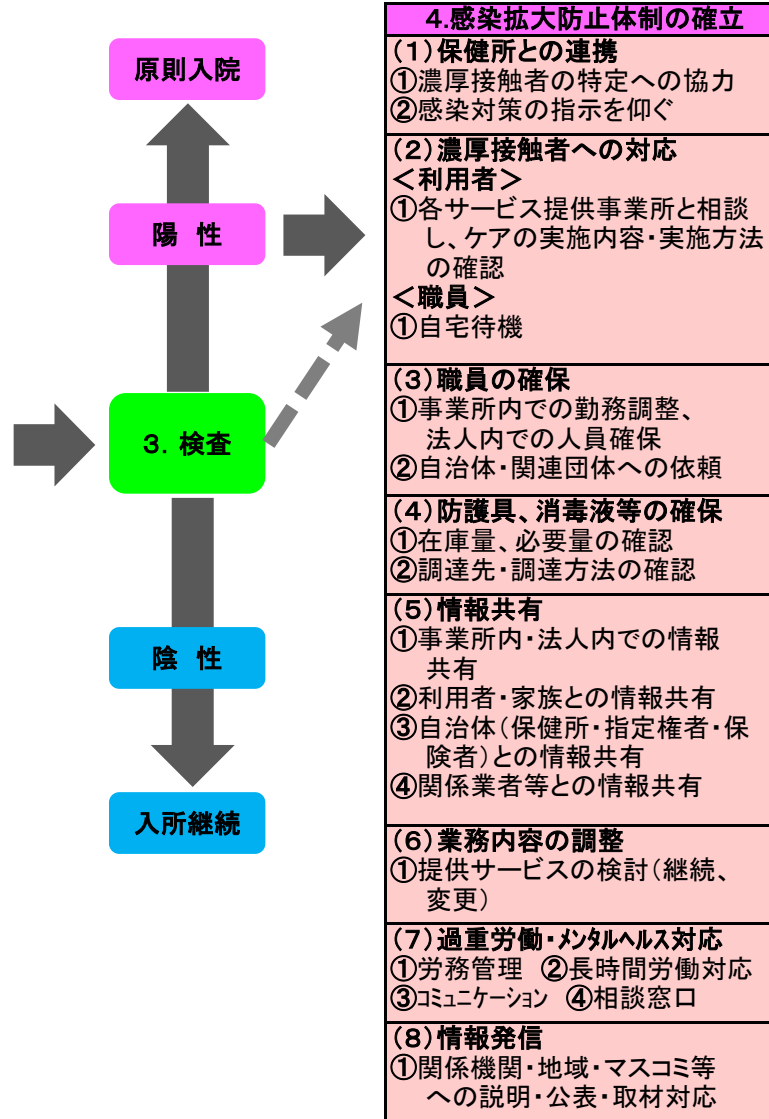 原則入院
陽 性
3. 検査
陰 性
入所継続
4.感染拡大防止体制の確立
(1)保健所との連携
①濃厚接触者の特定への協力
②感染対策の指示を仰ぐ
(2)濃厚接触者への対応
<利用者>
①各サービス提供事業所と相談
し、ケアの実施内容・実施方法
の確認
<職員>
①自宅待機
(3)職員の確保
①事業所内での勤務調整、
法人内での人員確保
②自治体・関連団体への依頼
(4)防護具、消毒液等の確保
①在庫量、必要量の確認
②調達先・調達方法の確認
(5)情報共有
①事業所内・法人内での情報
共有
②利用者・家族との情報共有
③自治体(保健所・指定権者・保
険者)との情報共有
④関係業者等との情報共有
(6)業務内容の調整
①提供サービスの検討(継続、
変更)
(7)過重労働・メンタルヘルス対応
①労務管理 ②長時間労働対応
③コミュニケーション ④相談窓口
(8)情報発信
①関係機関・地域・マスコミ等
への説明・公表・取材対応